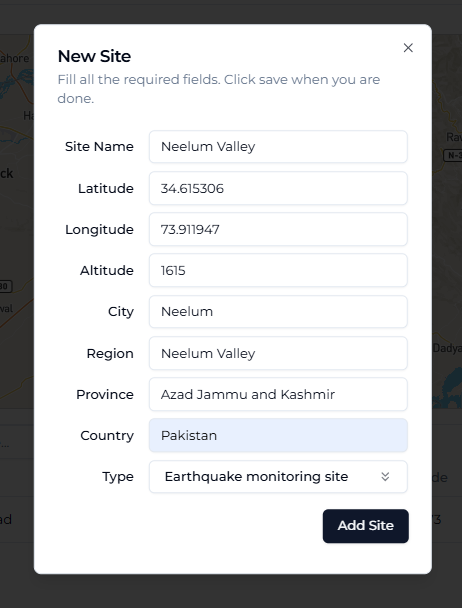 New Site
Fill all the required fields. Click save when you are
done.
Site Name Neelum Valley
Latitude 34.615306
Longitude 73.911947
Altitude 1615
City Neelum
Region Neelum Valley
Province Azad Jammu and Kashmir
Country Pakistan
Type Earthquake monitoring site
Add Site
ahore
Ha
ck
val
Rav
N-3
Dadya
de
ad
73